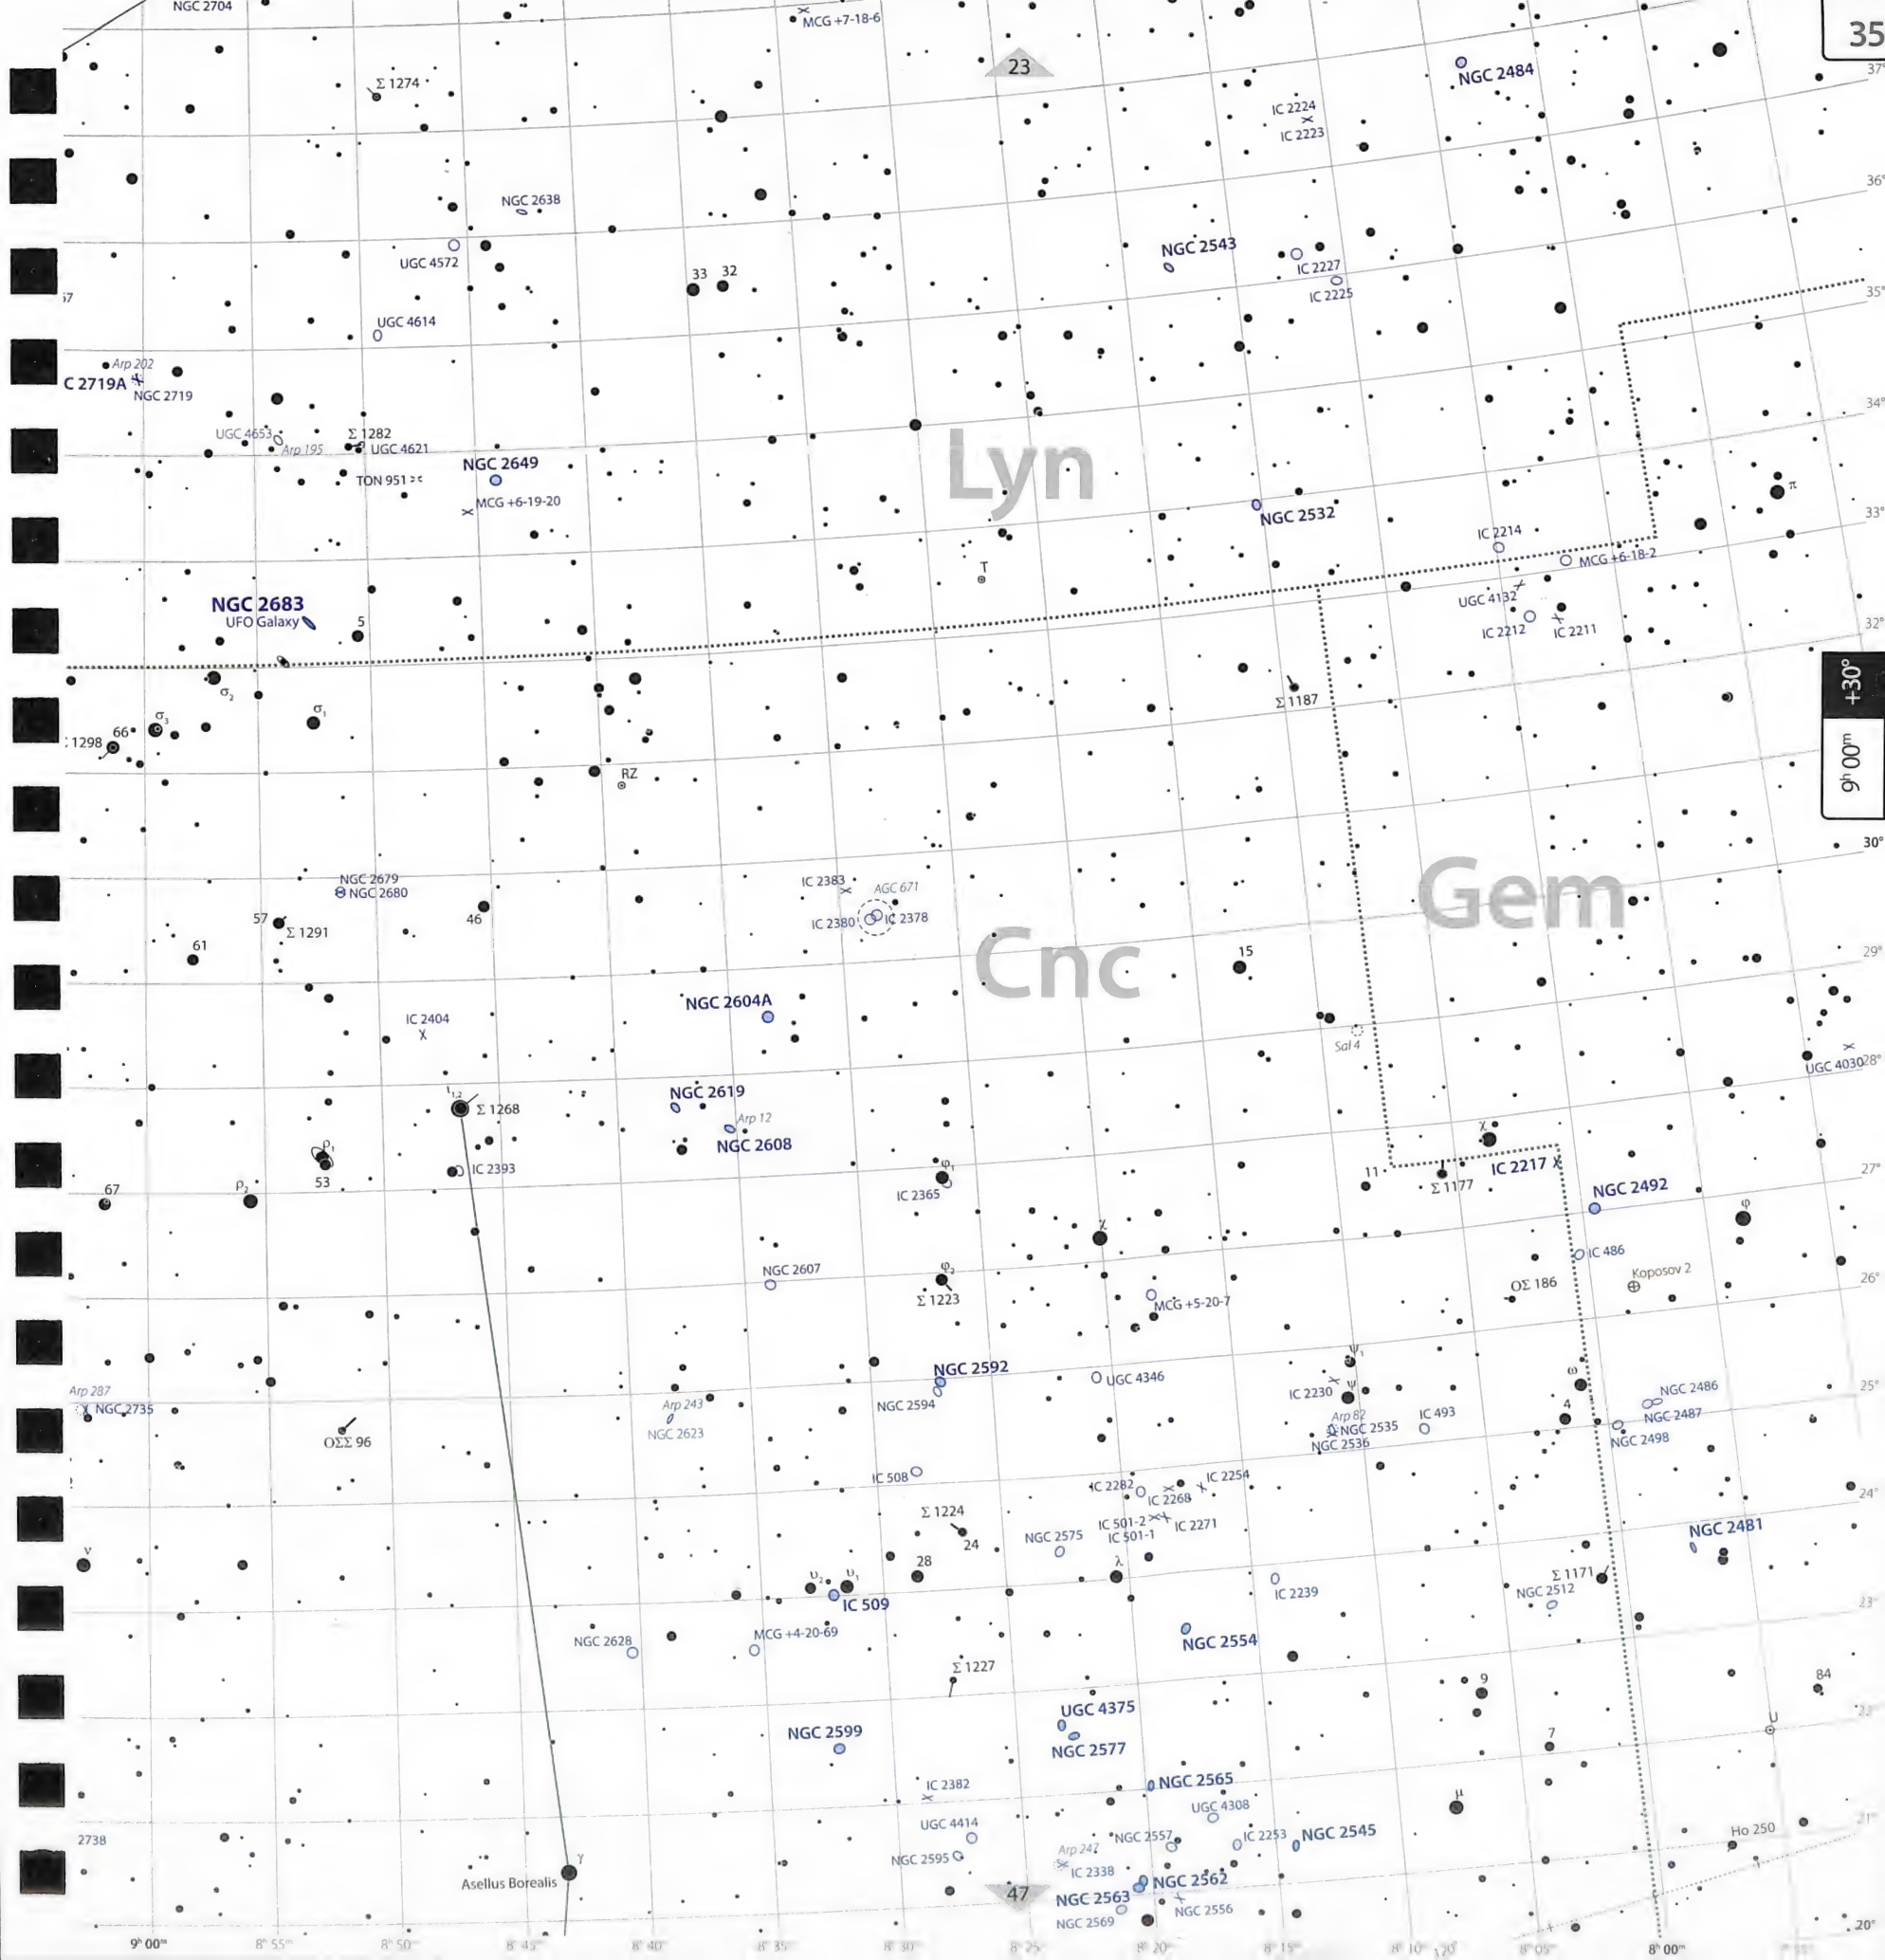 NGC 2704
MCG +7-18-6
23
35
37°
Σ 1274
NGC 2484
IC 2224
IC 2223
36°
NGC 2638
NGC 2543
UGC 4572
IC 2227
IC 2225
33 32
35°
57
UGC 4614
Arp 202
C 2719A
NGC 2719
34°
UGC 4653
Arp 195
Σ 1282
UGC 4621
TON 951
NGC 2649
MCG +6-19-20
Lyn
NGC 2532
π
33°
IC 2214
MCG +6-18-2
T
UGC 4132
NGC 2683
UFO Galaxy
5
IC 2212
IC 2211
32°
+30°
σ2
σ1
σ3
66
: 1298
Σ 1187
RZ
9h 00m
30°
NGC 2679
NGC 2680
IC 2383
AGC 671
IC 2380
IC 2378
Gem
57
Σ 1291
46
61
Cnc
15
29°
NGC 2604A
IC 2404
Sal 4
UGC 4030
28°
ι1,2
Σ 1268
NGC 2619
Arp 12
NGC 2608
χ
ρ1
53
IC 2393
φ1
IC 2365
11
Σ 1177
IC 2217
27°
67
ρ2
NGC 2492
φ
χ
NGC 2607
φ2
Σ 1223
MCG +5-20-7
IC 486
OΣ 186
Koposov 2
26°
NGC 2592
NGC 2594
UGC 4346
ψ1
IC 2230
ψ
ω
25°
Arp 287
NGC 2735
Arp 243
NGC 2623
Arp 82
NGC 2535
NGC 2536
IC 493
4
NGC 2486
NGC 2487
NGC 2498
OΣΣ 96
IC 508
IC 2282
IC 2268
IC 2254
24°
Σ 1224
24
IC 501-2
IC 501-1
IC 2271
NGC 2575
NGC 2481
ν
28
λ
υ2
υ1
IC 509
IC 2239
Σ 1171
NGC 2512
23°
NGC 2628
MCG +4-20-69
NGC 2554
Σ 1227
9
84
UGC 4375
NGC 2577
22°
NGC 2599
7
U
IC 2382
NGC 2565
UGC 4308
μ
21°
2738
UGC 4414
NGC 2595
Arp 247
IC 2338
NGC 2557
IC 2253
NGC 2545
Ho 250
γ
Asellus Borealis
47
NGC 2562
NGC 2563
NGC 2569
NGC 2556
20°
9h 00m 8h 55m 8h 50m 8h 45m 8h 40m 8h 35m 8h 30m 8h 25m 8h 20m 8h 15m 8h 10m 8h 05m 8h 00m